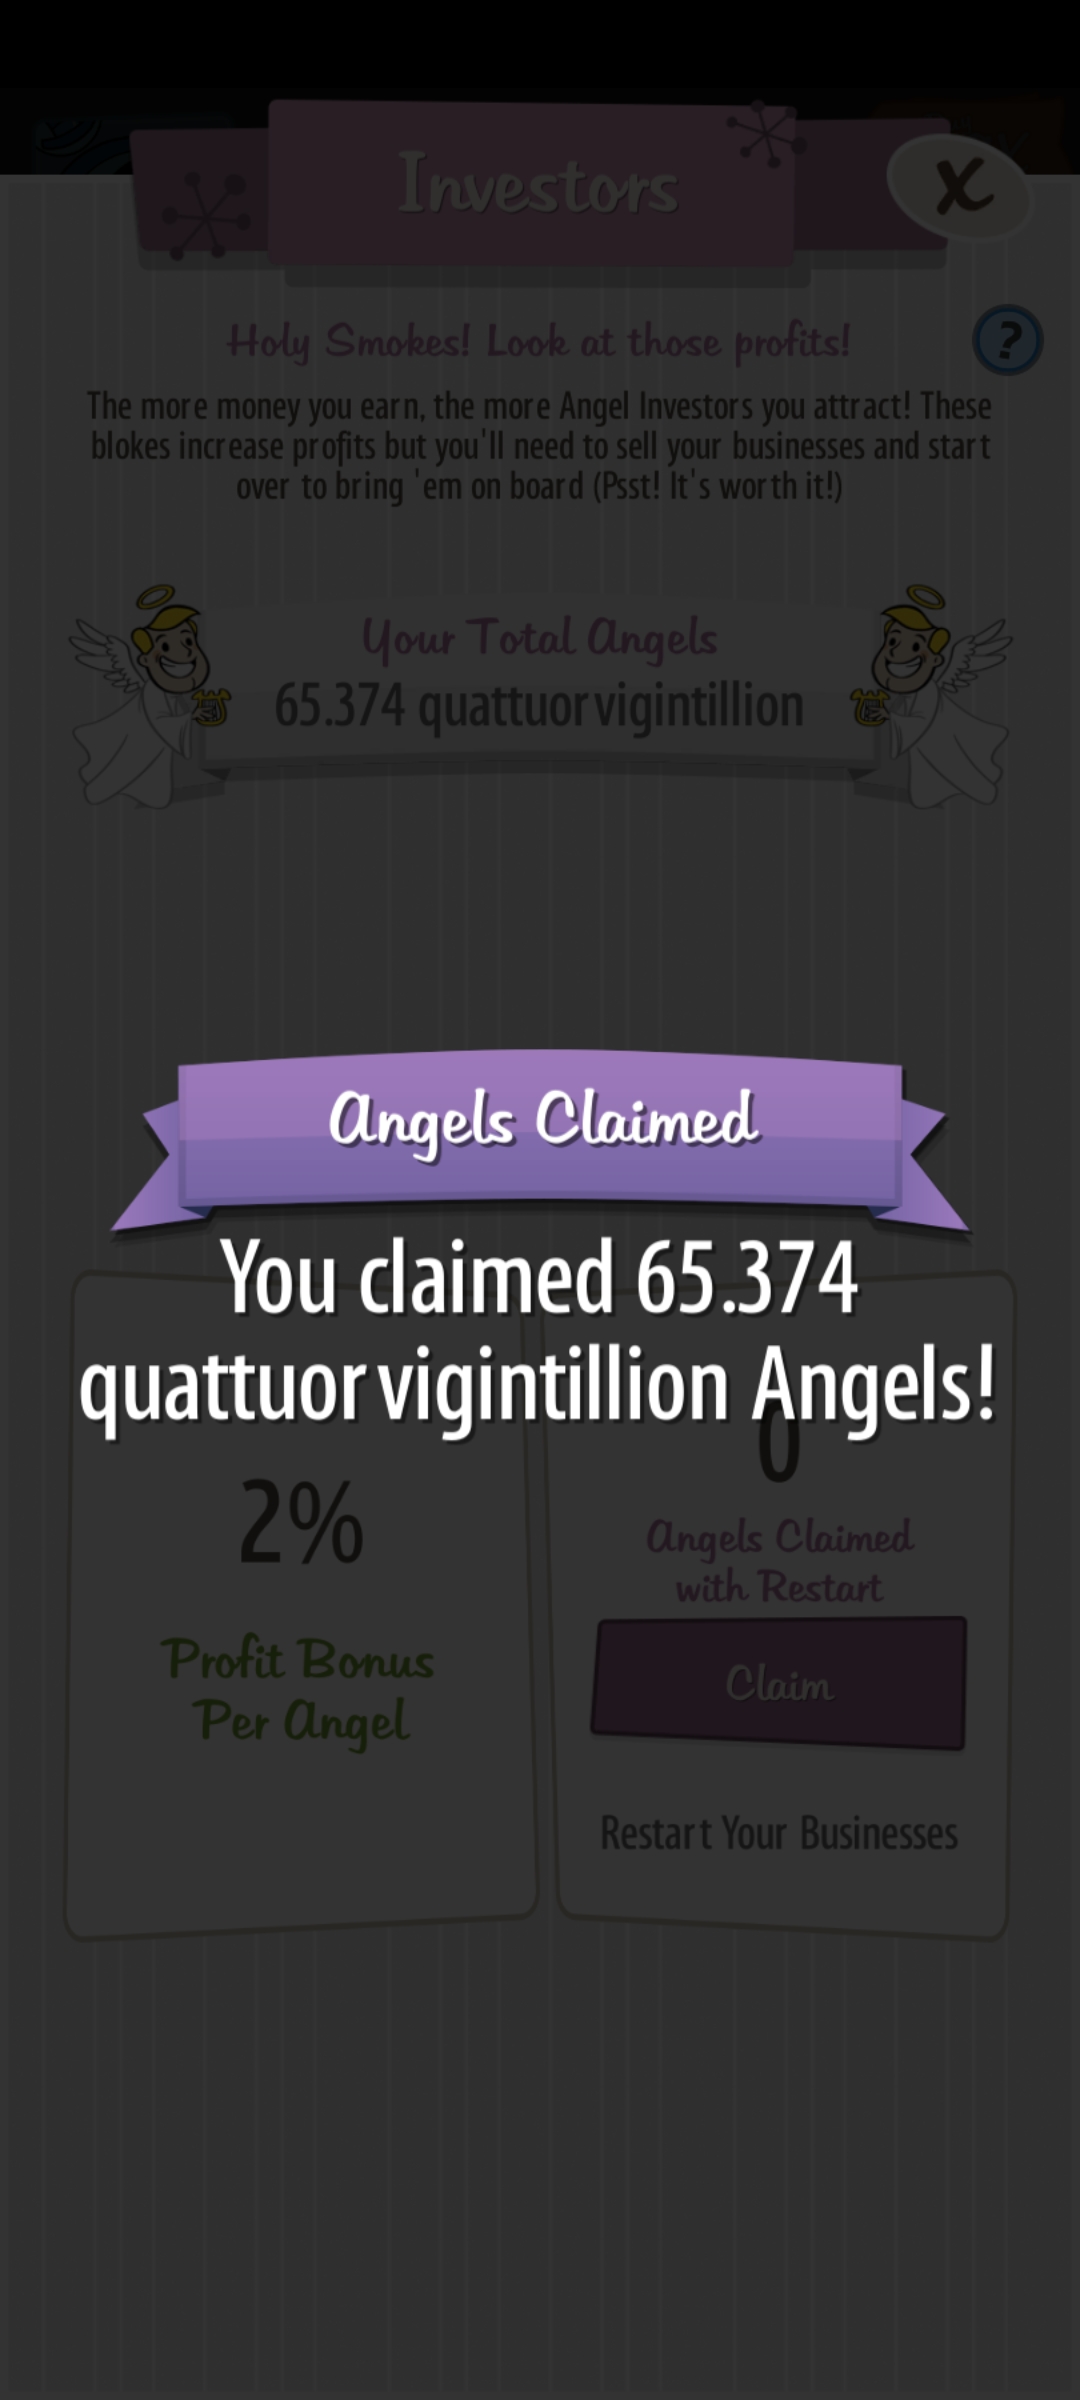 Investors
X
Holy Smokes! Look at those profits!
?
The more money you earn, the more Angel Investors you attract! These
blokes increase profits but you'll need to sell your businesses and start
over to bring 'em on board (Psst! It's worth it!)
Your Total Angels
65.374 quattuorvigintillion
Angels Claimed
You claimed 65.374
quattuorvigintillion Angels!
2%
Profit Bonus
Per Angel
0
Angels Claimed
with Restart
Claim
Restart Your Businesses